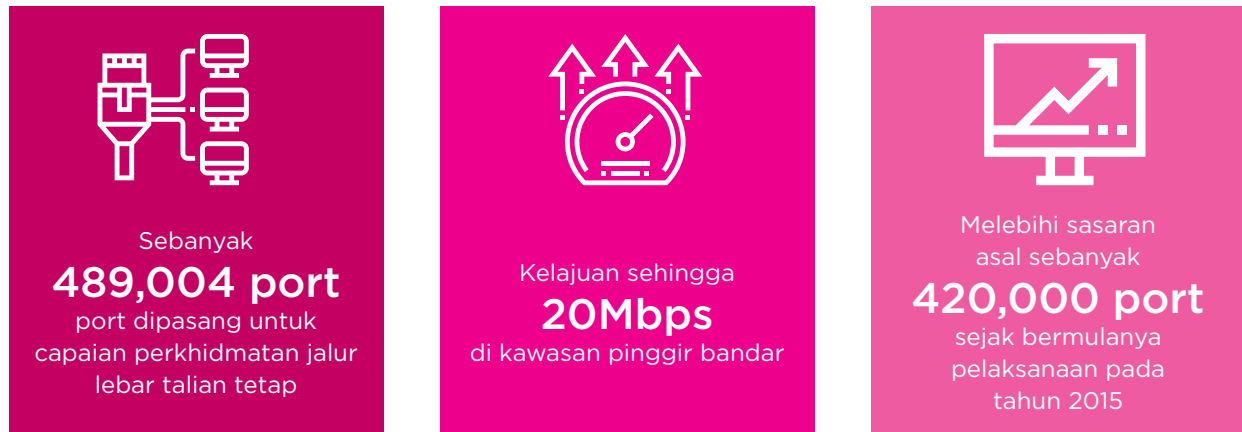 Sebanyak
489,004 port
port dipasang untuk
capaian perkhidmatan jalur
lebar talian tetap
Kelajuan sehingga
20Mbps
di kawasan pinggir bandar
Melebihi sasaran
asal sebanyak
420,000 port
sejak bermulanya
pelaksanaan pada
tahun 2015